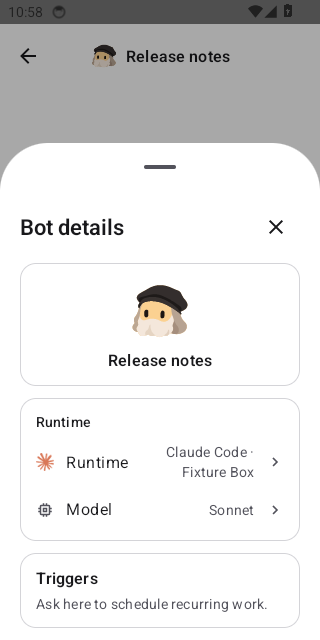 10:58
Release notes
Bot details
Release notes
Runtime
Runtime
Claude Code ·
Fixture Box
Model
Sonnet
Triggers
Ask here to schedule recurring work.